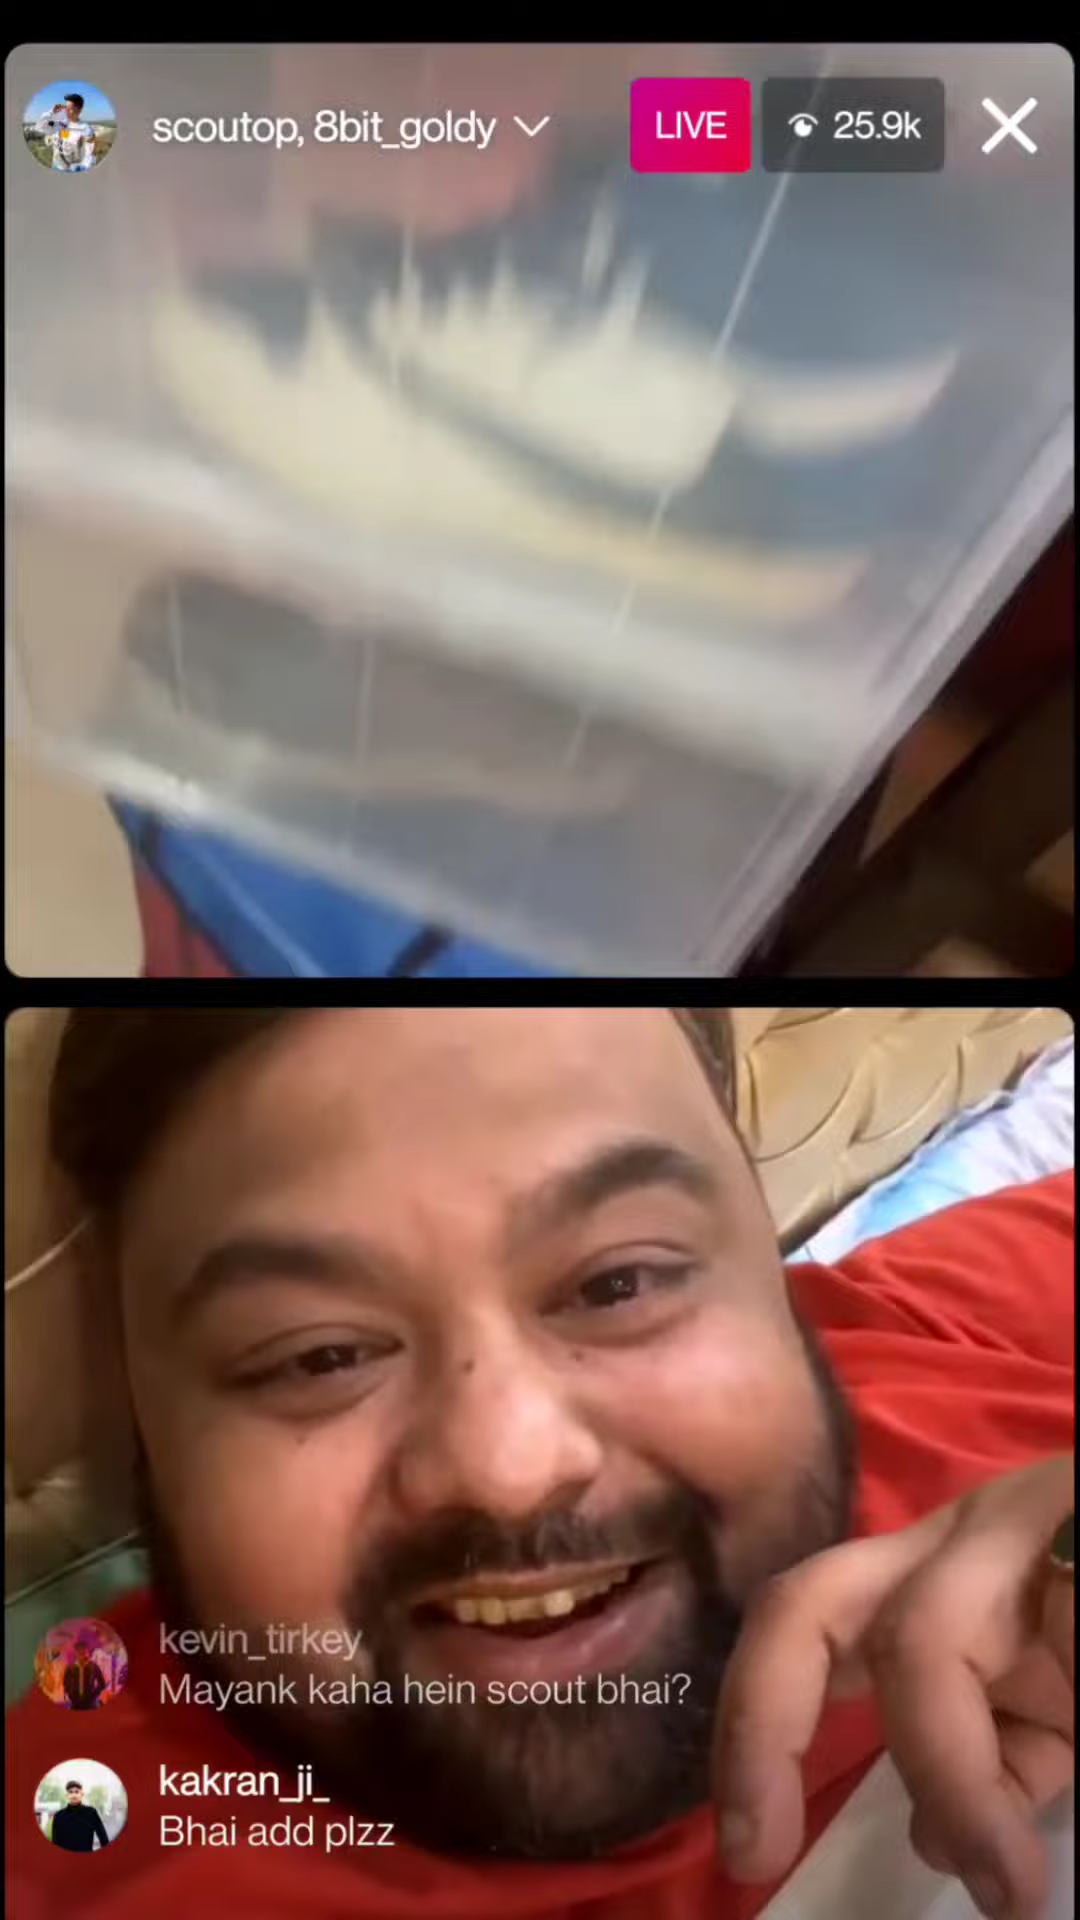 scoutop, 8bit_goldy
LIVE
25.9k
kevin_tirkey
Mayank kaha hein scout bhai?
kakran_ji_
Bhai add plzz